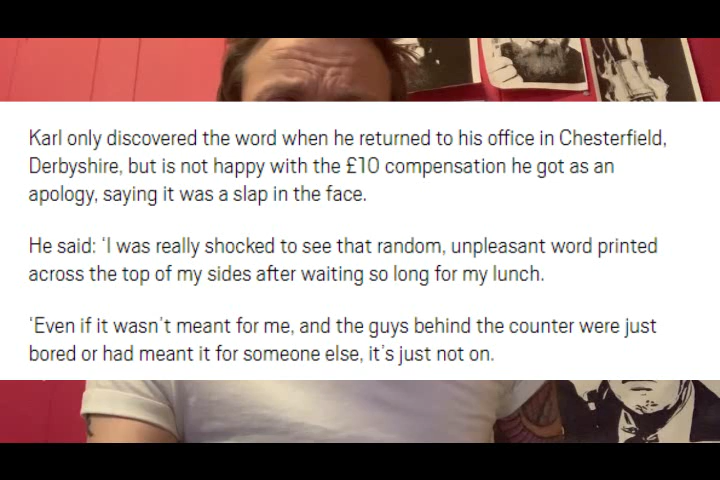 Karl only discovered the word when he returned to his office in Chesterfield,
Derbyshire, but is not happy with the £10 compensation he got as an
apology, saying it was a slap in the face.
He said: ‘I was really shocked to see that random, unpleasant word printed
across the top of my sides after waiting so long for my lunch.
‘Even if it wasn’t meant for me, and the guys behind the counter were just
bored or had meant it for someone else, it’s just not on.